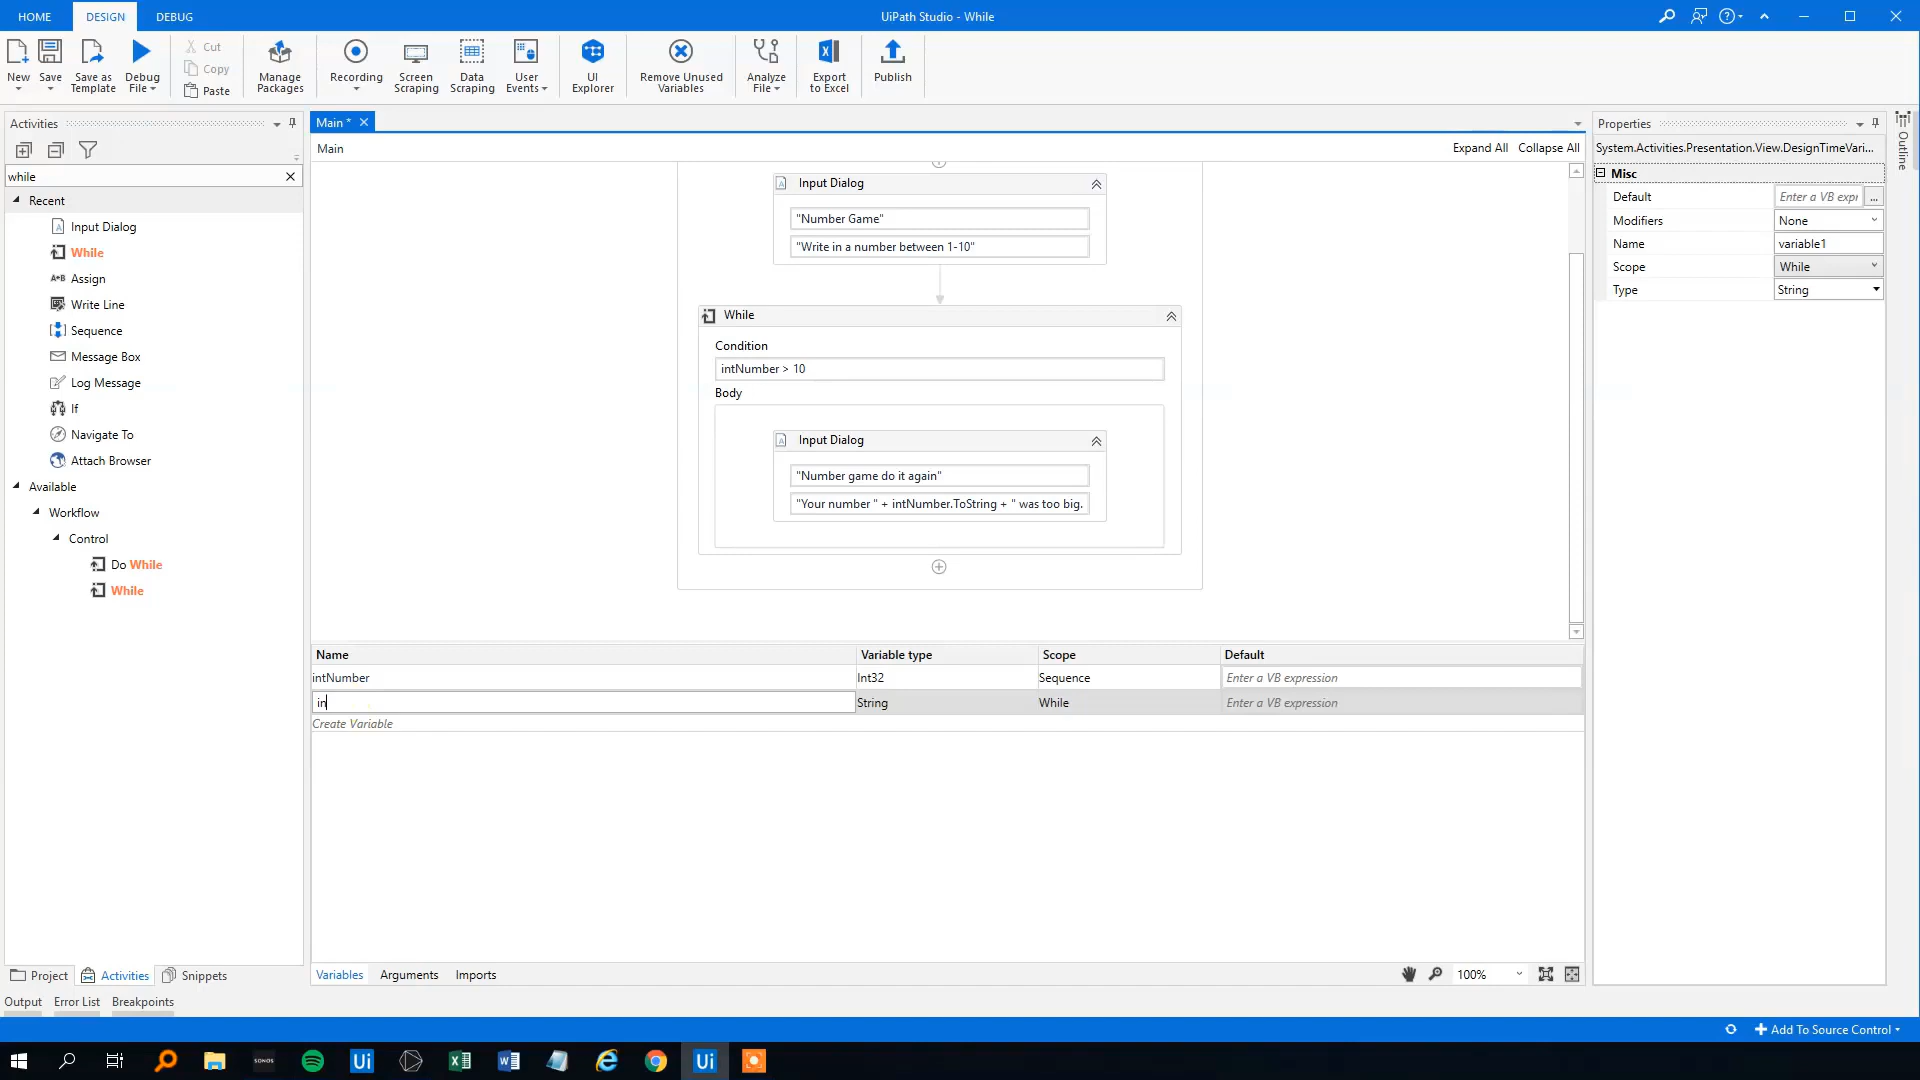 HOME
DESIGN
DEBUG
UiPath Studio - While
New
Save
Save as Template
Debug File
Cut
Copy
Paste
Manage Packages
Recording
Screen Scraping
Data Scraping
User Events
UI Explorer
Remove Unused Variables
Analyze File
Export to Excel
Publish
Activities
while
Recent
Input Dialog
While
Assign
Write Line
Sequence
Message Box
Log Message
If
Navigate To
Attach Browser
Available
Workflow
Control
Do While
While
Project
Activities
Snippets
Output
Error List
Breakpoints
Main *
Main
Expand All
Collapse All
Input Dialog
"Number Game"
"Write in a number between 1-10"
While
Condition
intNumber > 10
Body
Input Dialog
"Number game do it again"
"Your number " + intNumber.ToString + " was too big.
Name
Variable type
Scope
Default
intNumber
Int32
Sequence
Enter a VB expression
in
String
While
Enter a VB expression
Create Variable
Variables
Arguments
Imports
100%
Properties
System.Activities.Presentation.View.DesignTimeVari...
Misc
Default
Enter a VB expr
...
Modifiers
None
Name
variable1
Scope
While
Type
String
Outline
Add To Source Control
SONOS
Ui
Ui